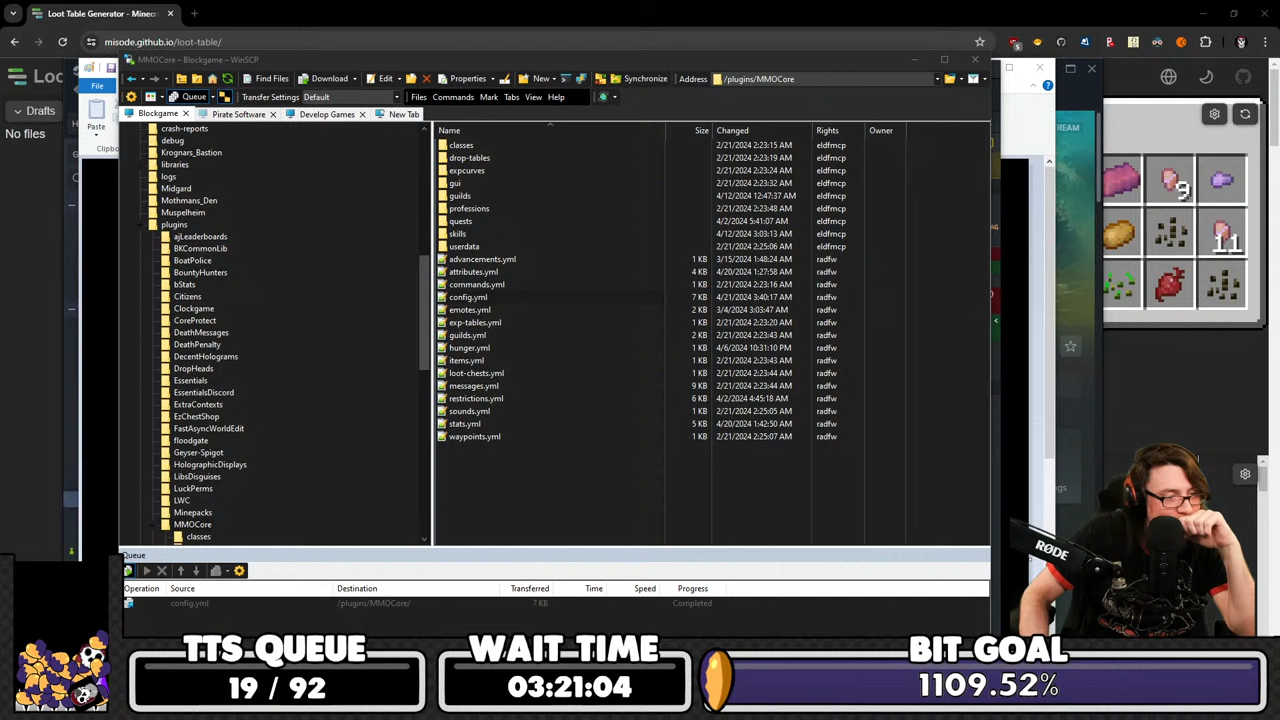 Loot Table Generator - Minecr
misode.github.io/loot-table/
Loo
Drafts
No files
MMOCore – Blockgame – WinSCP
Find Files
Download
Edit
Properties
New
Synchronize
Address
/plugins/MMOCore
Queue
Transfer Settings
Default
Files
Commands
Mark
Tabs
View
Help
Blockgame
Pirate Software
Develop Games
New Tab
File
Paste
Clipbo
crash-reports
debug
Krognars_Bastion
libraries
logs
Midgard
Mothmans_Den
Muspelheim
plugins
ajLeaderboards
BKCommonLib
BoatPolice
BountyHunters
bStats
Citizens
Clockgame
CoreProtect
DeathMessages
DeathPenalty
DecentHolograms
DropHeads
Essentials
EssentialsDiscord
ExtraContexts
EzChestShop
FastAsyncWorldEdit
floodgate
Geyser-Spigot
HolographicDisplays
LibsDisguises
LuckPerms
LWC
Minepacks
MMOCore
classes
Name Size Changed Rights Owner
classes 2/21/2024 2:23:15 AM eldfmcp
drop-tables 2/21/2024 2:23:24 AM eldfmcp
expcurves 2/21/2024 2:23:24 AM eldfmcp
gui 2/21/2024 2:23:32 AM eldfmcp
guilds 4/12/2024 12:47:37 AM eldfmcp
professions 2/21/2024 2:23:48 AM eldfmcp
quests 4/2/2024 5:41:07 AM eldfmcp
skills 4/12/2024 3:03:13 AM eldfmcp
userdata 2/21/2024 2:25:06 AM eldfmcp
advancements.yml 1 KB 3/15/2024 1:48:24 AM radfw
attributes.yml 4 KB 4/20/2024 1:27:58 AM radfw
commands.yml 1 KB 2/21/2024 2:23:16 AM radfw
config.yml 7 KB 4/21/2024 3:40:17 AM radfw
emotes.yml 2 KB 3/4/2024 3:03:47 AM radfw
exp-tables.yml 1 KB 2/21/2024 2:23:20 AM radfw
guilds.yml 2 KB 2/21/2024 2:23:43 AM radfw
hunger.yml 1 KB 4/6/2024 10:31:10 PM radfw
items.yml 1 KB 2/21/2024 2:23:43 AM radfw
loot-chests.yml 1 KB 2/21/2024 2:23:44 AM radfw
messages.yml 9 KB 2/21/2024 2:23:44 AM radfw
restrictions.yml 6 KB 4/2/2024 4:45:18 AM radfw
sounds.yml 1 KB 2/21/2024 2:25:05 AM radfw
stats.yml 5 KB 4/20/2024 1:42:50 AM radfw
waypoints.yml 1 KB 2/21/2024 2:25:07 AM radfw
REAM
9
11
Queue
Operation Source Destination Transferred Time Speed Progress
config.yml /plugins/MMOCore/ 7 KB Completed
RØDE
TTS QUEUE
19 / 92
WAIT TIME
03:21:04
BIT GOAL
1109.52%